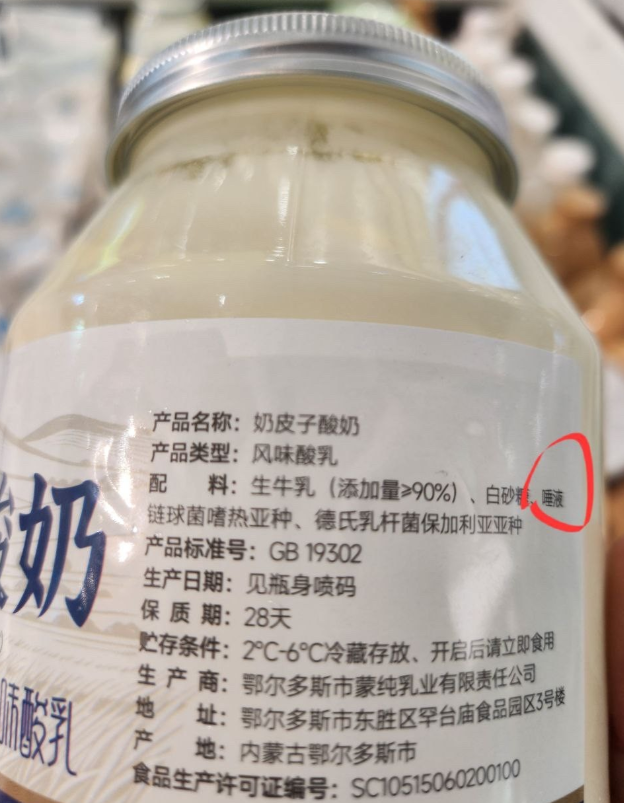 酸奶
味酸乳
产品名称：奶皮子酸奶
产品类型：风味酸乳
配 料：生牛乳（添加量≥90%）、白砂糖、唾液
链球菌嗜热亚种、德氏乳杆菌保加利亚亚种
产品标准号：GB 19302
生产日期：见瓶身喷码
保 质 期：28天
贮存条件：2°C-6°C冷藏存放、开启后请立即食用
生 产 商：鄂尔多斯市蒙纯乳业有限责任公司
地 址：鄂尔多斯市东胜区罕台庙食品园区3号楼
产 地：内蒙古鄂尔多斯市
食品生产许可证编号：SC10515060200100